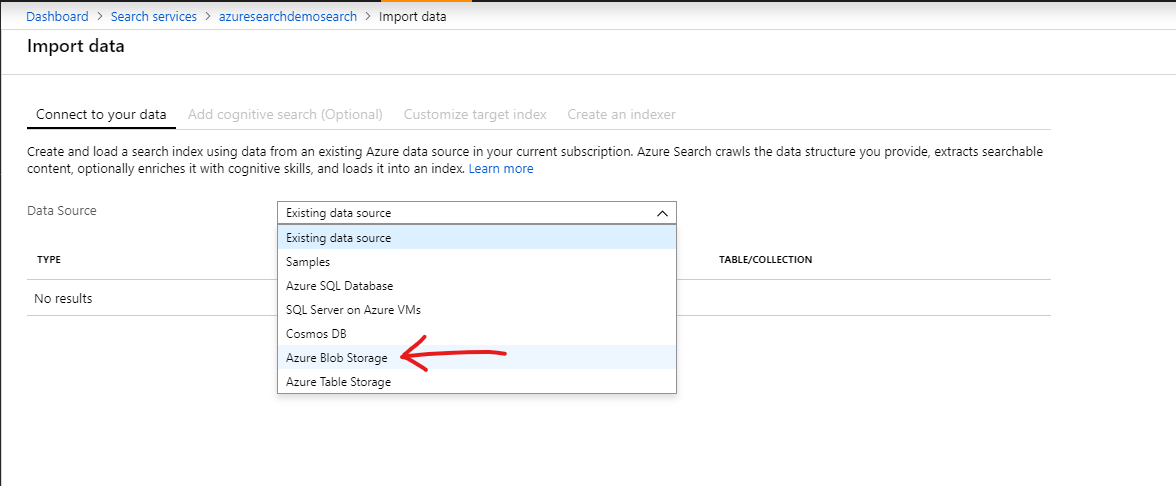 Dashboard > Search services > azuresearchdemosearch > Import data
Import data
Connect to your data Add cognitive search (Optional) Customize target index Create an indexer
Create and load a search index using data from an existing Azure data source in your current subscription. Azure Search crawls the data structure you provide, extracts searchable
content, optionally enriches it with cognitive skills, and loads it into an index. Learn more
Data Source
Existing data source
Existing data source
Samples
Azure SQL Database
SQL Server on Azure VMs
Cosmos DB
Azure Blob Storage
Azure Table Storage
TYPE
TABLE/COLLECTION
No results